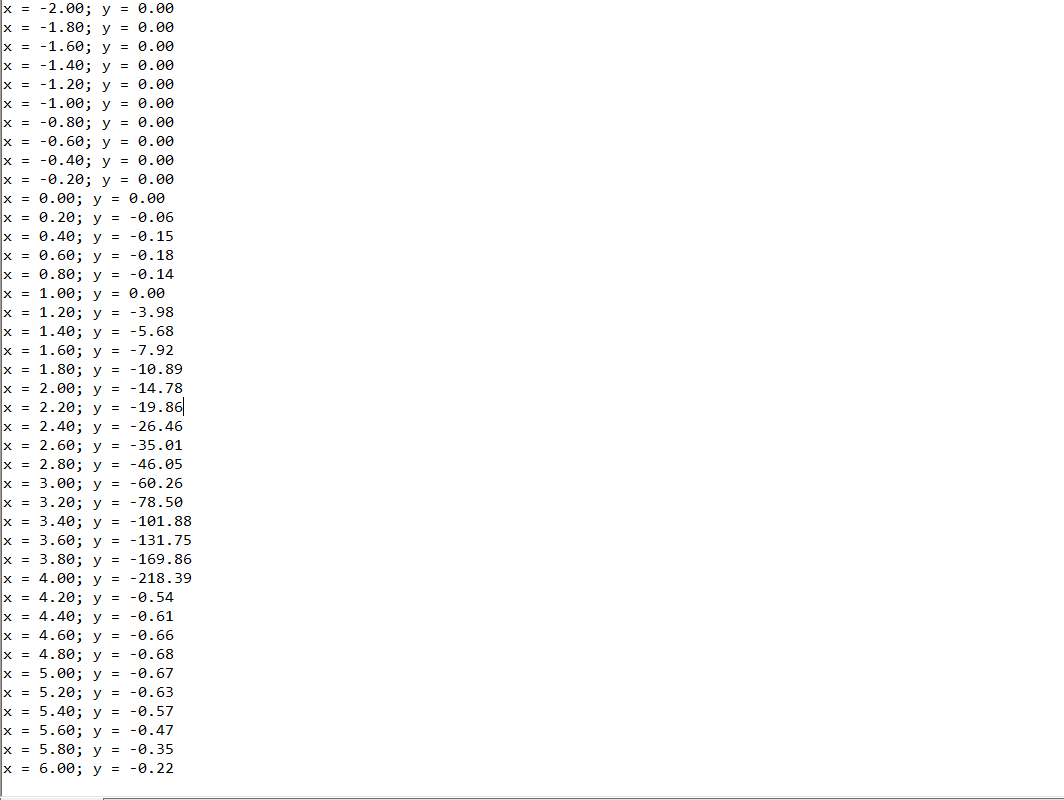 x = -2.00; y = 0.00
x = -1.80; y = 0.00
x = -1.60; y = 0.00
x = -1.40; y = 0.00
x = -1.20; y = 0.00
x = -1.00; y = 0.00
x = -0.80; y = 0.00
x = -0.60; y = 0.00
x = -0.40; y = 0.00
x = -0.20; y = 0.00
x = 0.00; y = 0.00
x = 0.20; y = -0.06
x = 0.40; y = -0.15
x = 0.60; y = -0.18
x = 0.80; y = -0.14
x = 1.00; y = 0.00
x = 1.20; y = -3.98
x = 1.40; y = -5.68
x = 1.60; y = -7.92
x = 1.80; y = -10.89
x = 2.00; y = -14.78
x = 2.20; y = -19.86
x = 2.40; y = -26.46
x = 2.60; y = -35.01
x = 2.80; y = -46.05
x = 3.00; y = -60.26
x = 3.20; y = -78.50
x = 3.40; y = -101.88
x = 3.60; y = -131.75
x = 3.80; y = -169.86
x = 4.00; y = -218.39
x = 4.20; y = -0.54
x = 4.40; y = -0.61
x = 4.60; y = -0.66
x = 4.80; y = -0.68
x = 5.00; y = -0.67
x = 5.20; y = -0.63
x = 5.40; y = -0.57
x = 5.60; y = -0.47
x = 5.80; y = -0.35
x = 6.00; y = -0.22